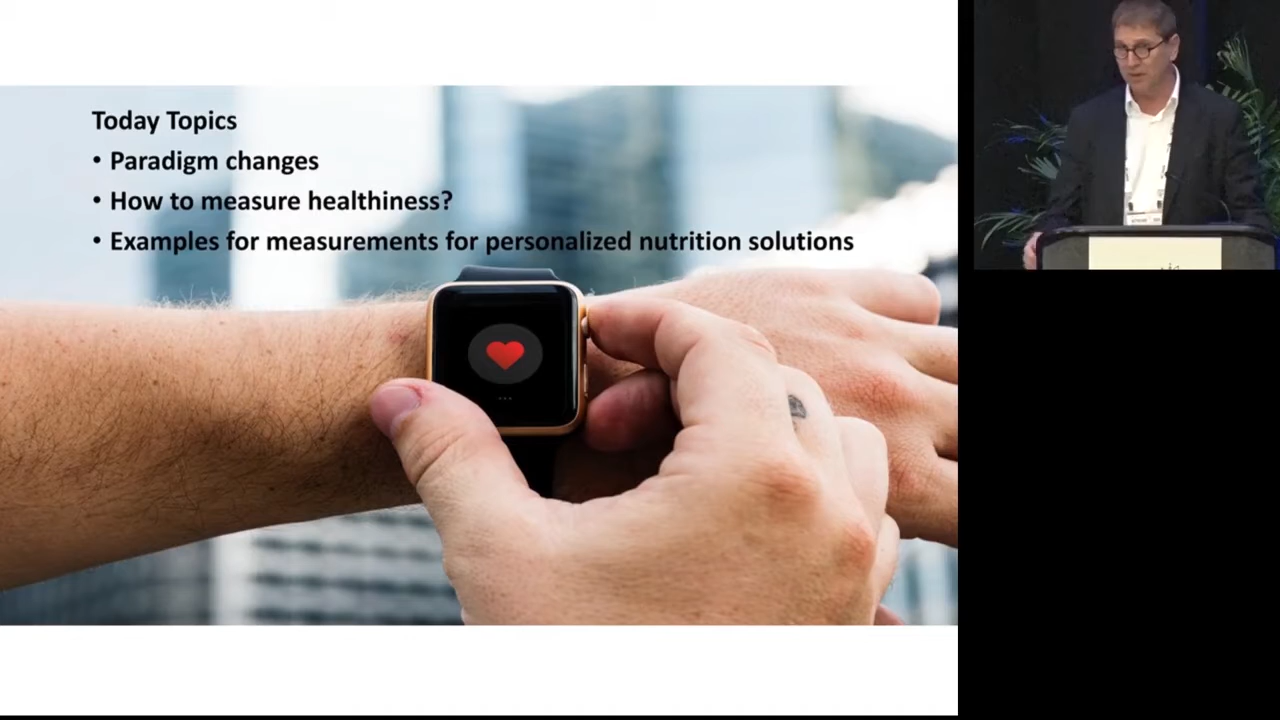 Today Topics
• Paradigm changes
• How to measure healthiness?
• Examples for measurements for personalized nutrition solutions